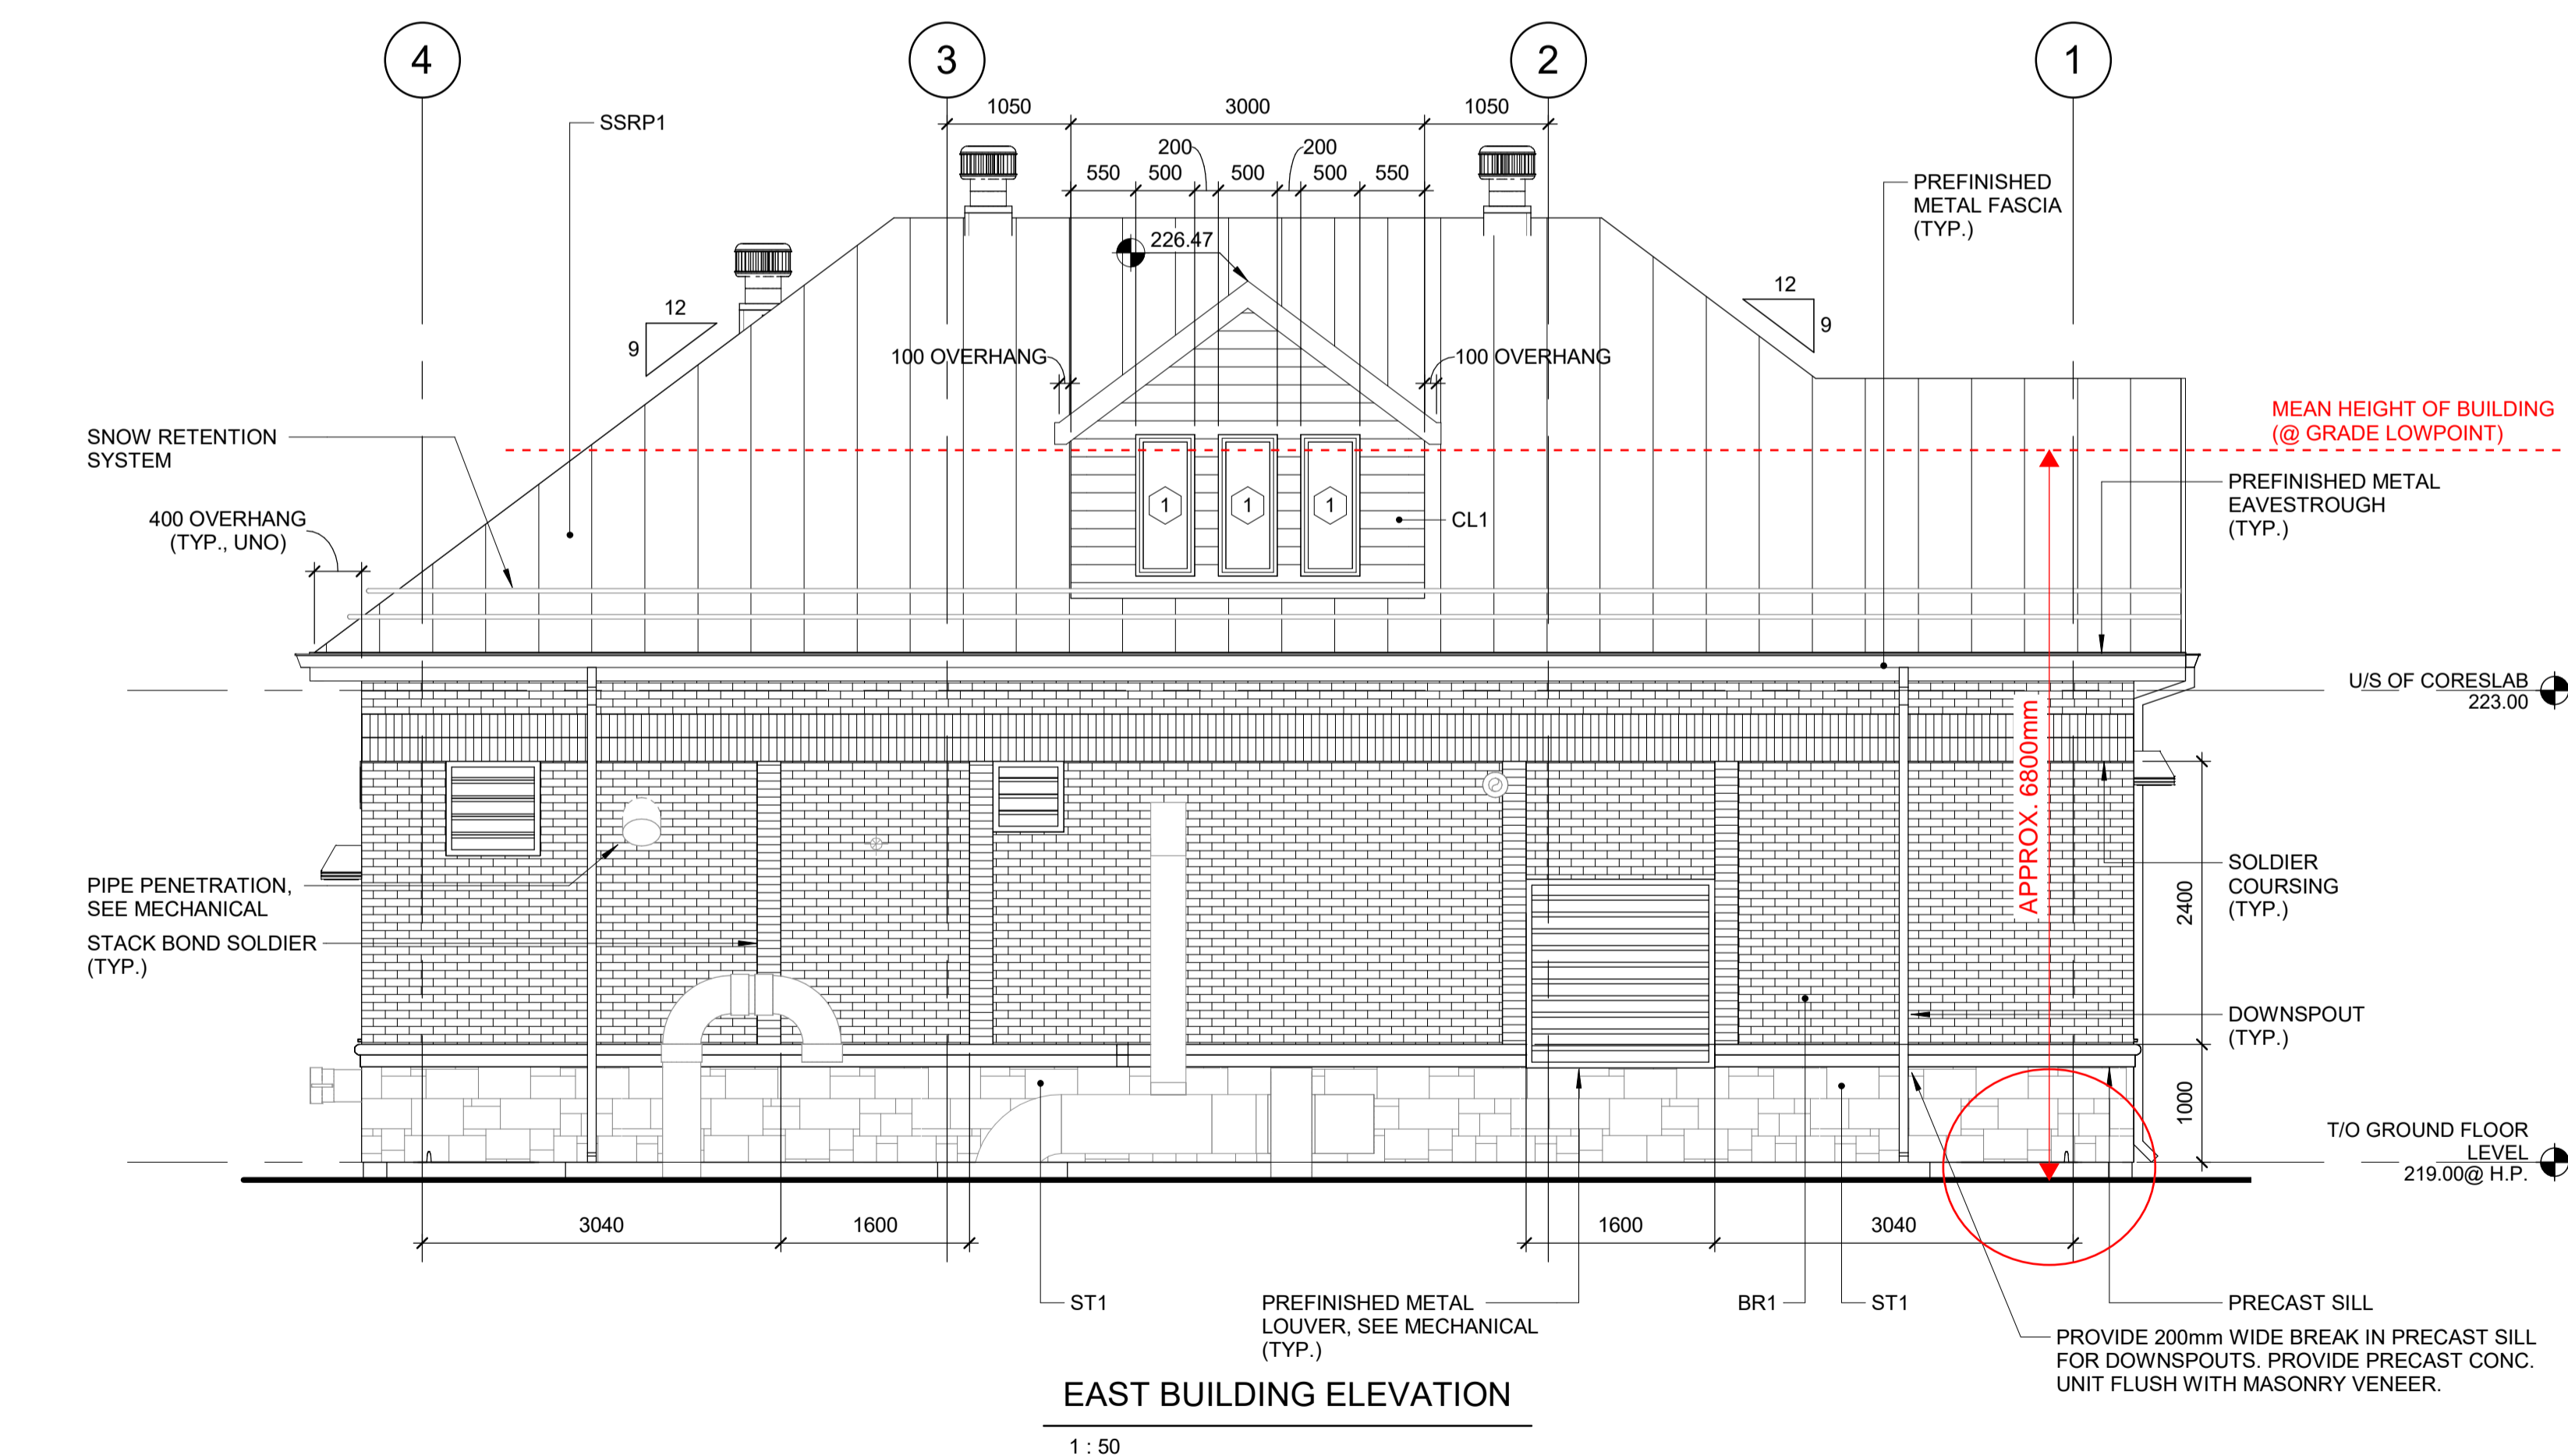 4
3
2
1
1050
3000
1050
SSRP1
200
200
550
500
500
500
550
PREFINISHED
METAL FASCIA
(TYP.)
226.47
12
9
12
9
100 OVERHANG
100 OVERHANG
MEAN HEIGHT OF BUILDING
(@ GRADE LOWPOINT)
SNOW RETENTION
SYSTEM
PREFINISHED METAL
EAVESTROUGH
(TYP.)
400 OVERHANG
(TYP., UNO)
1
1
1
CL1
U/S OF CORESLAB
223.00
APPROX. 6800mm
PIPE PENETRATION,
SEE MECHANICAL
STACK BOND SOLDIER
(TYP.)
SOLDIER
COURSING
(TYP.)
2400
DOWNSPOUT
(TYP.)
1000
T/O GROUND FLOOR
LEVEL
219.00@ H.P.
3040
1600
1600
3040
ST1
PREFINISHED METAL
LOUVER, SEE MECHANICAL
(TYP.)
BR1
ST1
PRECAST SILL
PROVIDE 200mm WIDE BREAK IN PRECAST SILL
FOR DOWNSPOUTS. PROVIDE PRECAST CONC.
UNIT FLUSH WITH MASONRY VENEER.
EAST BUILDING ELEVATION
1 : 50